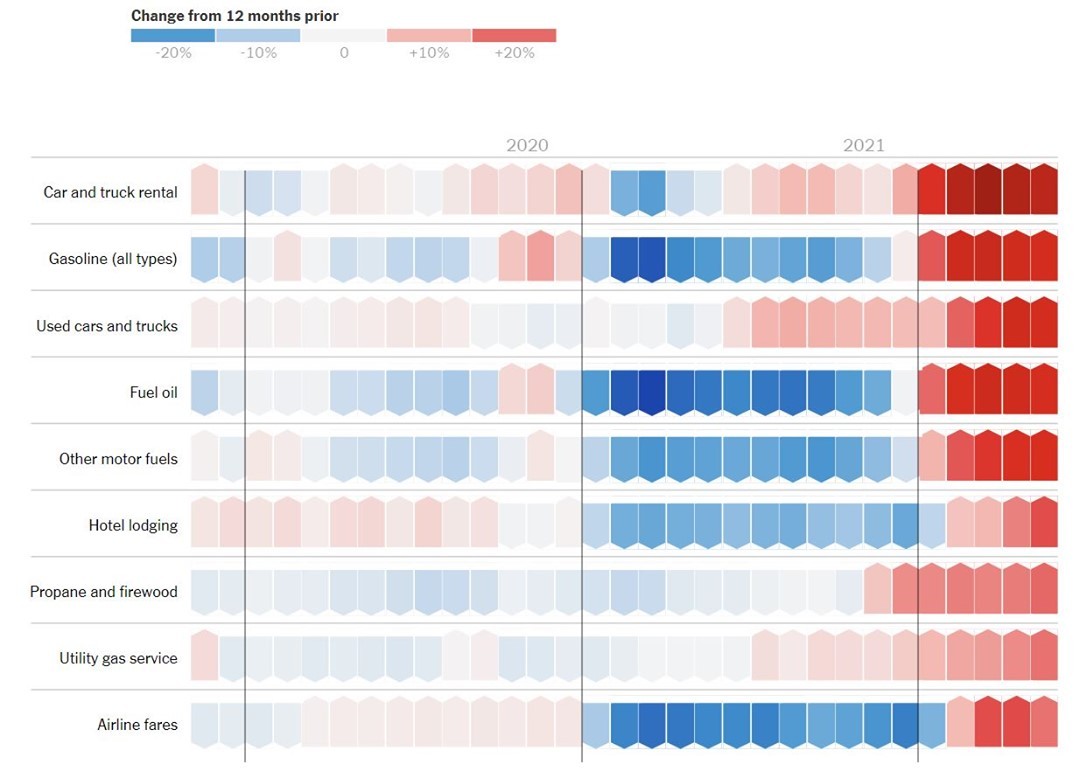 Change from 12 months prior
-20% -10% 0 +10% +20%
2020 2021
Car and truck rental
Gasoline (all types)
Used cars and trucks
Fuel oil
Other motor fuels
Hotel lodging
Propane and firewood
Utility gas service
Airline fares